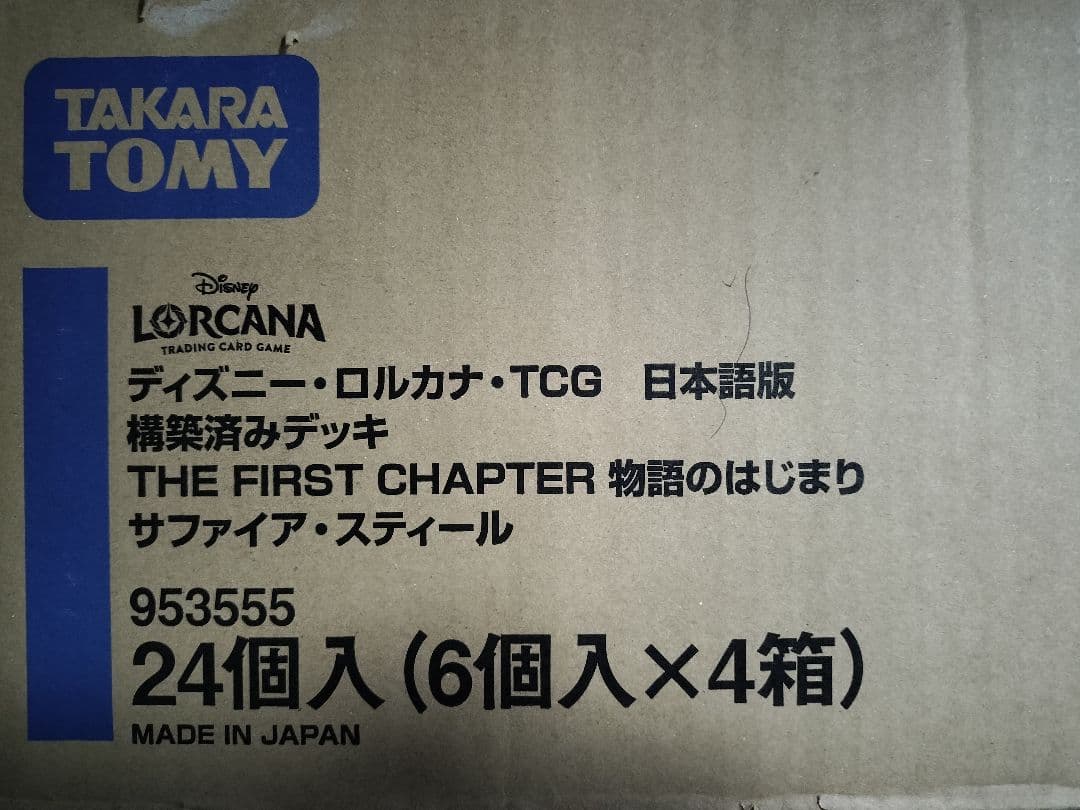 TAKARA
TOMY
Disney
LORCANA
TRADING CARD GAME
ディズニー・ロルカナ・TCG　日本語版
構築済みデッキ
THE FIRST CHAPTER 物語のはじまり
サファイア・スティール
953555
24個入(6個入×4箱)
MADE IN JAPAN